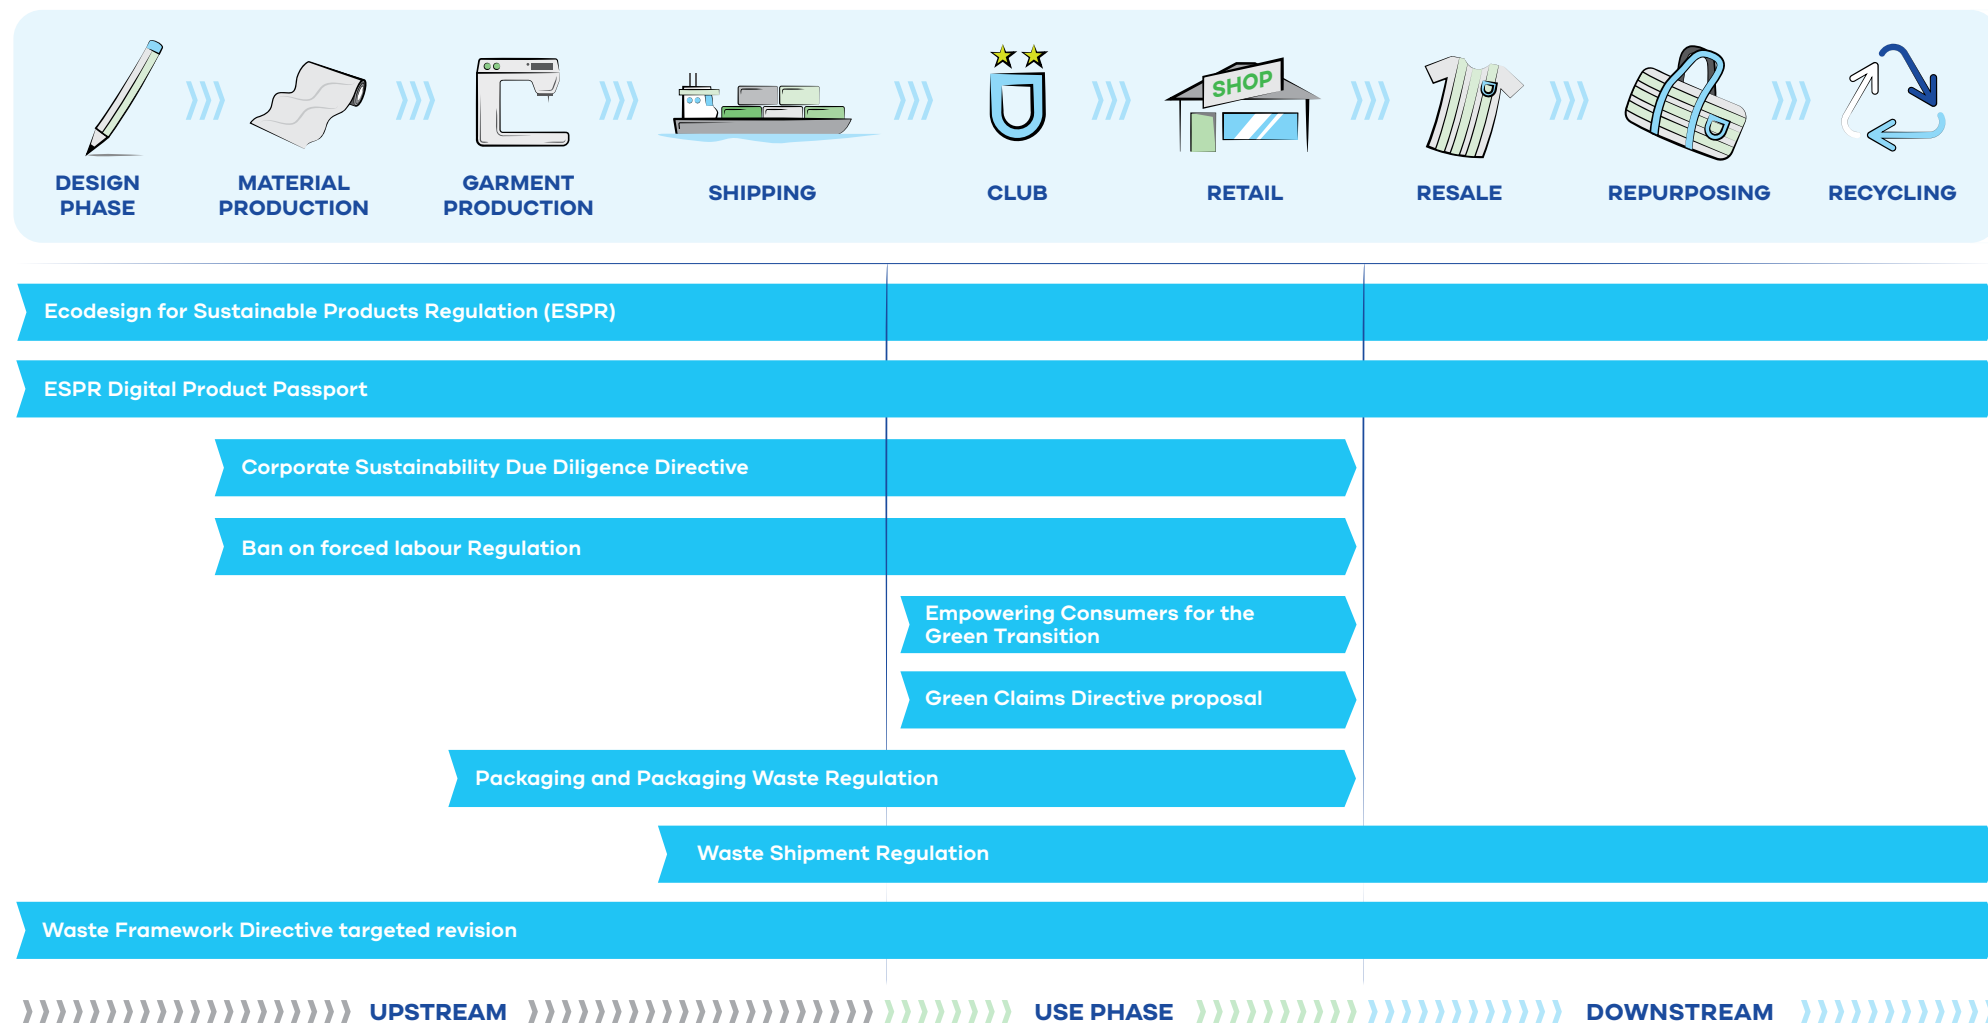 SHOP
DESIGN
PHASE
MATERIAL
PRODUCTION
GARMENT
PRODUCTION
SHIPPING
CLUB
RETAIL
RESALE
REPURPOSING
RECYCLING
Ecodesign for Sustainable Products Regulation (ESPR)
ESPR Digital Product Passport
Corporate Sustainability Due Diligence Directive
Ban on forced labour Regulation
Empowering Consumers for the
Green Transition
Green Claims Directive proposal
Packaging and Packaging Waste Regulation
Waste Shipment Regulation
Waste Framework Directive targeted revision
UPSTREAM
USE PHASE
DOWNSTREAM